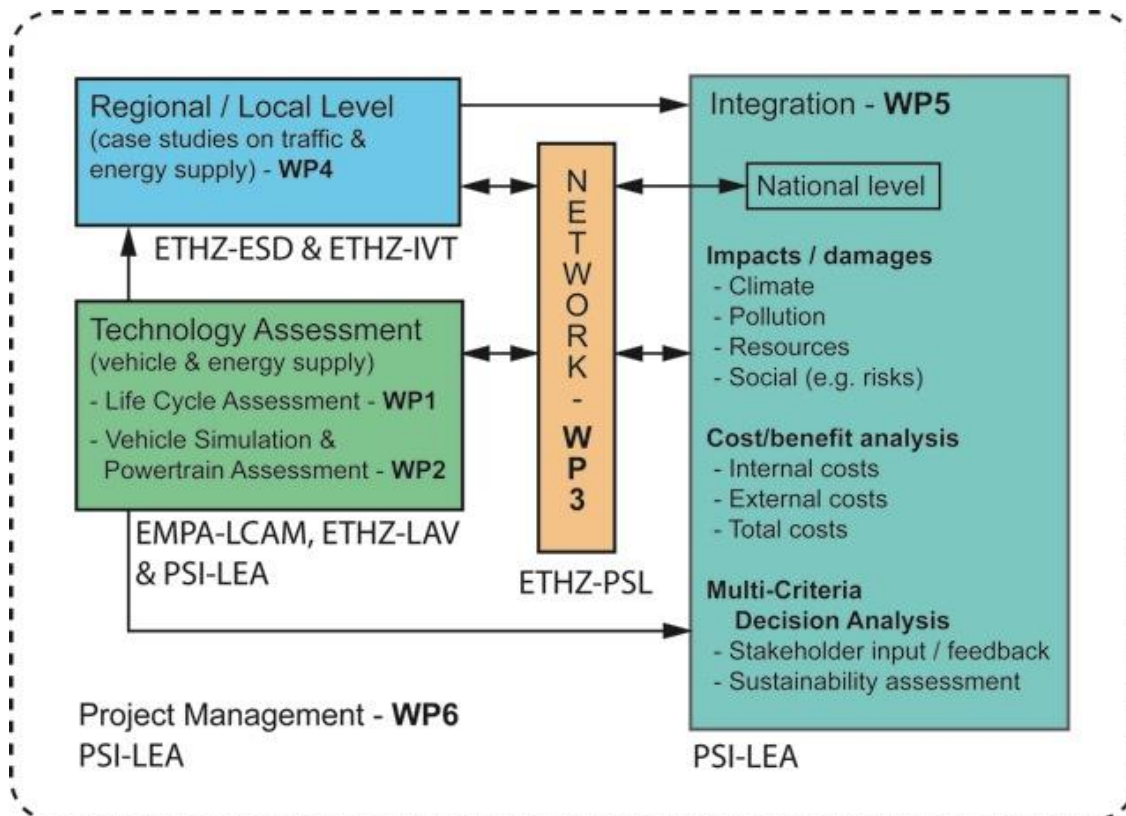 Regional / Local Level
(case studies on traffic &
energy supply) - WP4
ETHZ-ESD & ETHZ-IVT
Technology Assessment
(vehicle & energy supply)
- Life Cycle Assessment - WP1
- Vehicle Simulation &
Powertrain Assessment - WP2
EMPA-LCAM, ETHZ-LAV
& PSI-LEA
NETWORK - WP3
ETHZ-PSL
Integration - WP5
National level
Impacts / damages
- Climate
- Pollution
- Resources
- Social (e.g. risks)
Cost/benefit analysis
- Internal costs
- External costs
- Total costs
Multi-Criteria
Decision Analysis
- Stakeholder input / feedback
- Sustainability assessment
PSI-LEA
Project Management - WP6
PSI-LEA